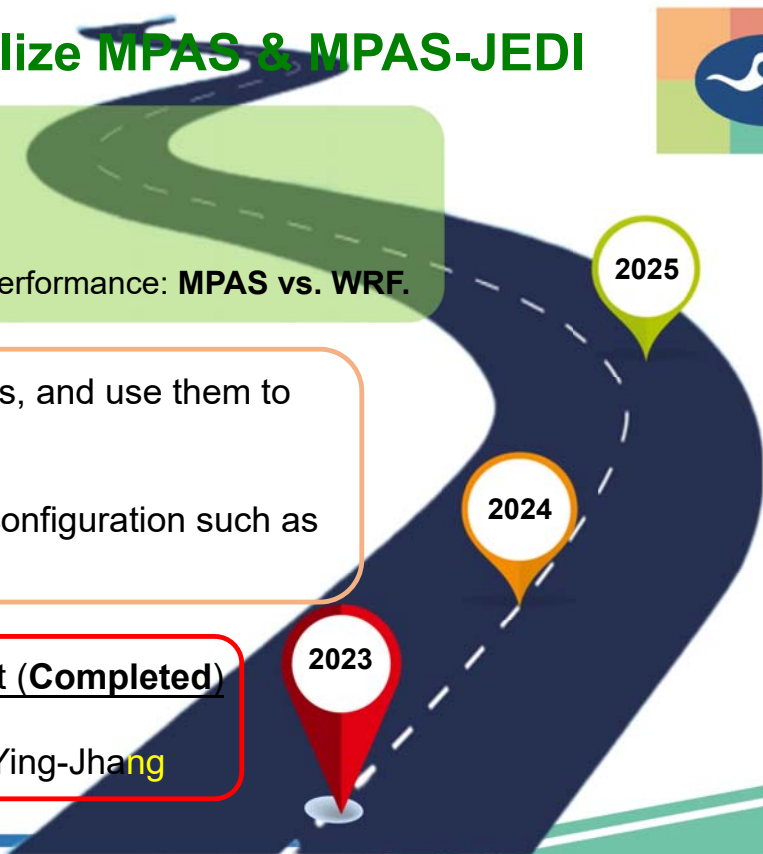 lize MPAS & MPAS-JEDI
2025
erformance: MPAS vs. WRF.
s, and use them to
2024
onfiguration such as
2023
t (Completed)
Ying-Jhang